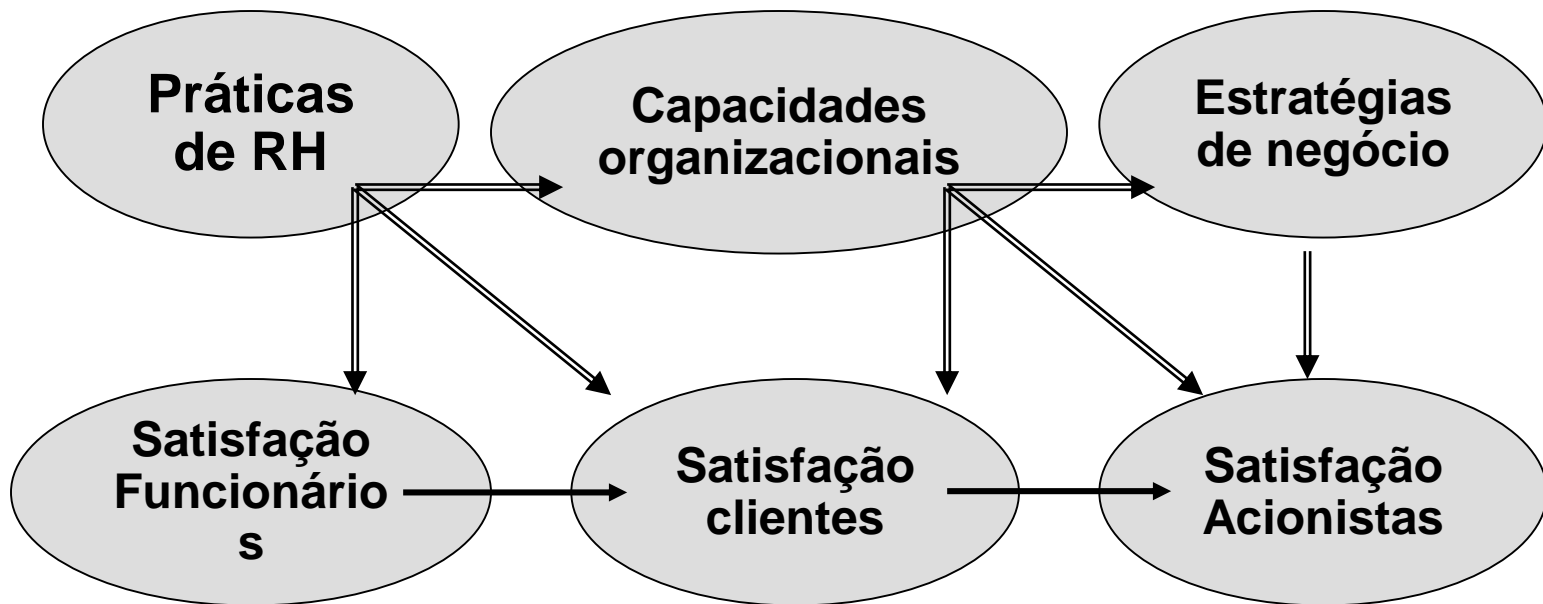 Práticas
de RH
Capacidades
organizacionais
Estratégias
de negócio
Satisfação
Funcionário
s
Satisfação
clientes
Satisfação
Acionistas